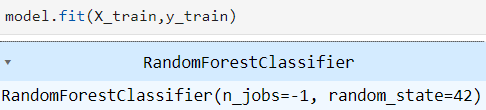 model.fit(X_train,y_train)
RandomForestClassifier
RandomForestClassifier(n_jobs=-1, random_state=42)